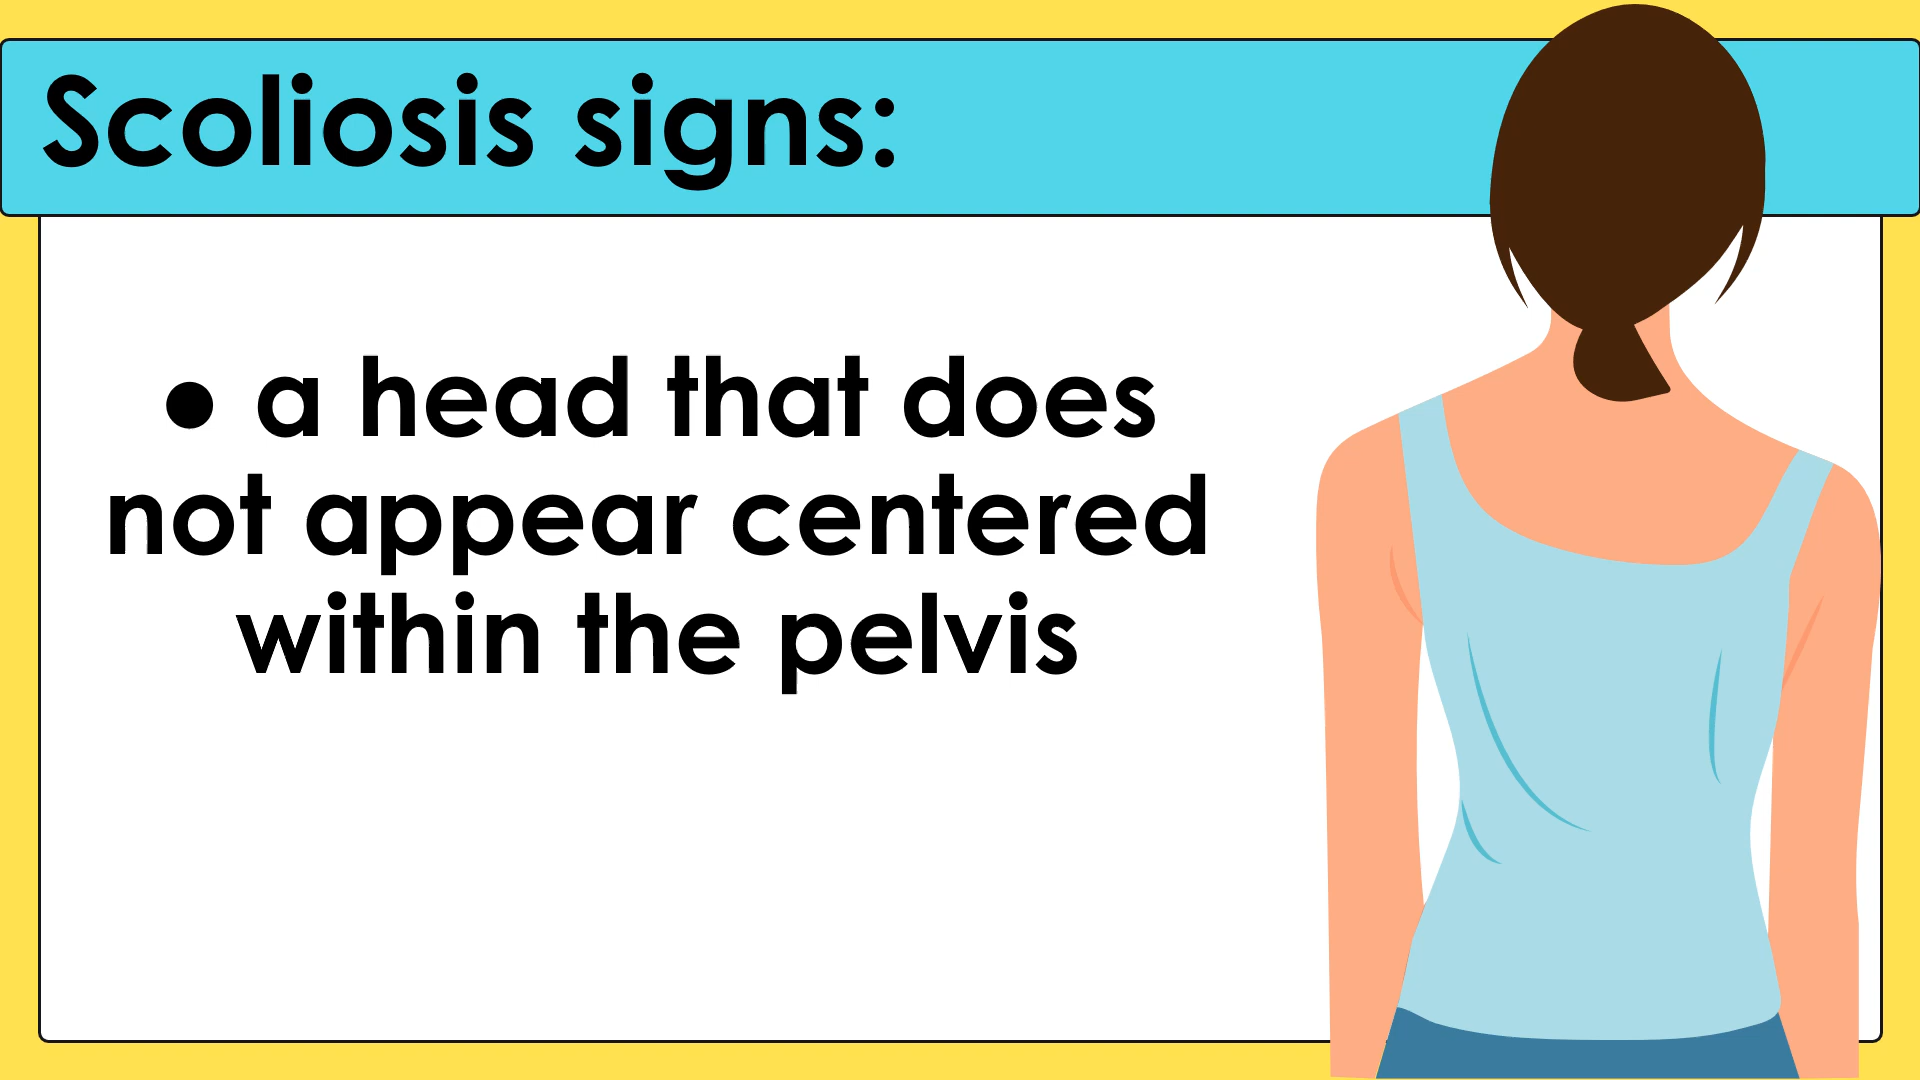 Scoliosis signs:
• a head that does
not appear centered
within the pelvis